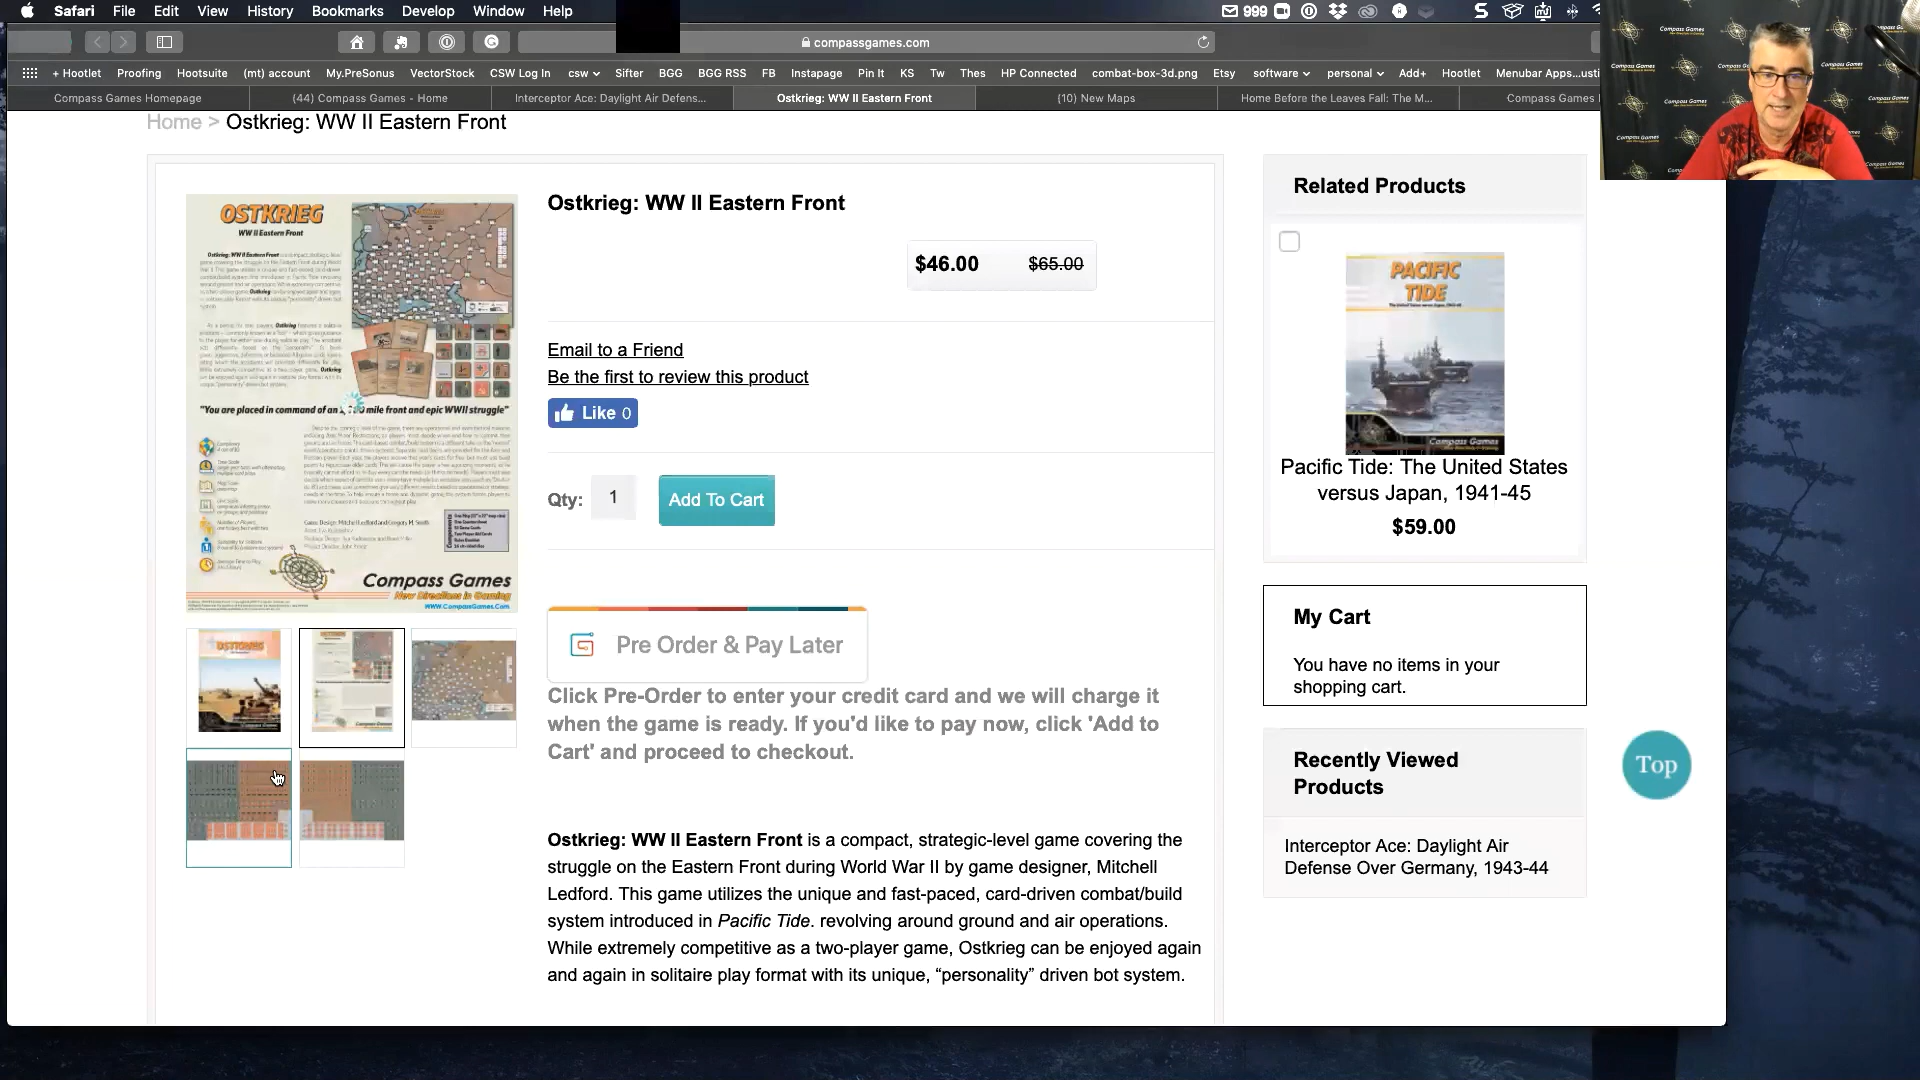 Safari File Edit View History Bookmarks Develop Window Help 999
compassgames.com
+ Hootlet Proofing Hootsuite (mt) account My.PreSonus VectorStock CSW Log In csw Sifter BGG BGG RSS FB Instapage Pin It KS Tw Thes HP Connected combat-box-3d.png Etsy software personal Add+ Hootlet Menubar Apps...usti
Compass Games Homepage (44) Compass Games - Home Interceptor Ace: Daylight Air Defens... Ostkrieg: WW II Eastern Front (10) New Maps Home Before the Leaves Fall: The M... Compass Games
Home > Ostkrieg: WW II Eastern Front
OSTKRIEG
WW II Eastern Front
"You are placed in command of an mile front and epic WWII struggle"
Compass Games
New Directions in Gaming
WWW.CompassGames.Com
Ostkrieg: WW II Eastern Front
$46.00 $65.00
Email to a Friend
Be the first to review this product
Like 0
Qty: 1 Add To Cart
Pre Order & Pay Later
Click Pre-Order to enter your credit card and we will charge it
when the game is ready. If you'd like to pay now, click 'Add to
Cart' and proceed to checkout.
Ostkrieg: WW II Eastern Front is a compact, strategic-level game covering the
struggle on the Eastern Front during World War II by game designer, Mitchell
Ledford. This game utilizes the unique and fast-paced, card-driven combat/build
system introduced in Pacific Tide. revolving around ground and air operations.
While extremely competitive as a two-player game, Ostkrieg can be enjoyed again
and again in solitaire play format with its unique, “personality” driven bot system.
Related Products
PACIFIC
TIDE
Compass Games
Pacific Tide: The United States
versus Japan, 1941-45
$59.00
My Cart
You have no items in your
shopping cart.
Recently Viewed
Products
Interceptor Ace: Daylight Air
Defense Over Germany, 1943-44
Top